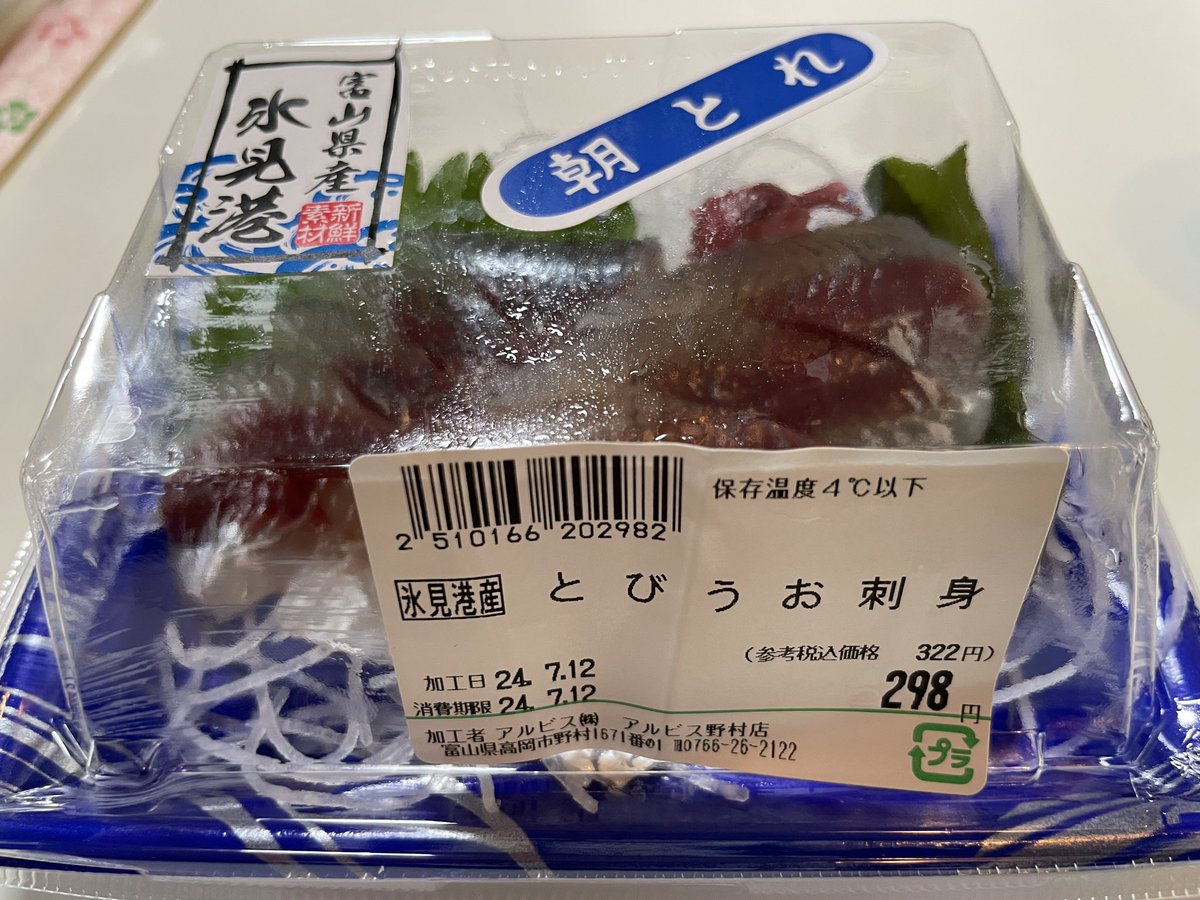 富山県産
氷見港
新鮮
素材
朝とれ
2 510166 202982
保存温度4℃以下
氷見港産 とびうお刺身
(参考税込価格 322円)
298円
加工日 24. 7.12
消費期限 24. 7.12
加工者 アルビス㈱ アルビス野村店
富山県高岡市野村1671番の1 ℡0766-26-2122
プラ